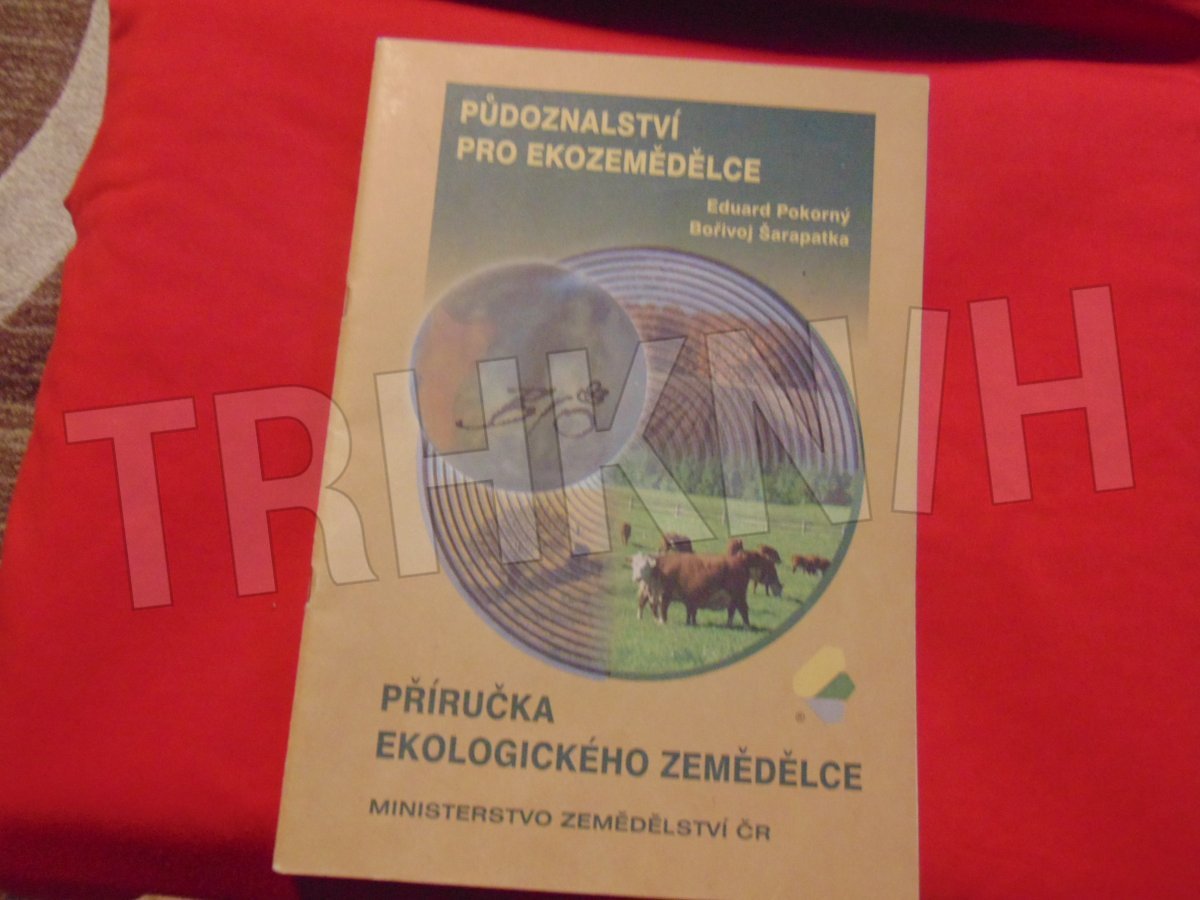 PŮDOZNALSTVÍ
PRO EKOZEMĚDĚLCE
Eduard Pokorný
Bořivoj Šarapatka
TRHKNIH
PŘÍRUČKA
EKOLOGICKÉHO ZEMĚDĚLCE
®
MINISTERSTVO ZEMĚDĚLSTVÍ ČR